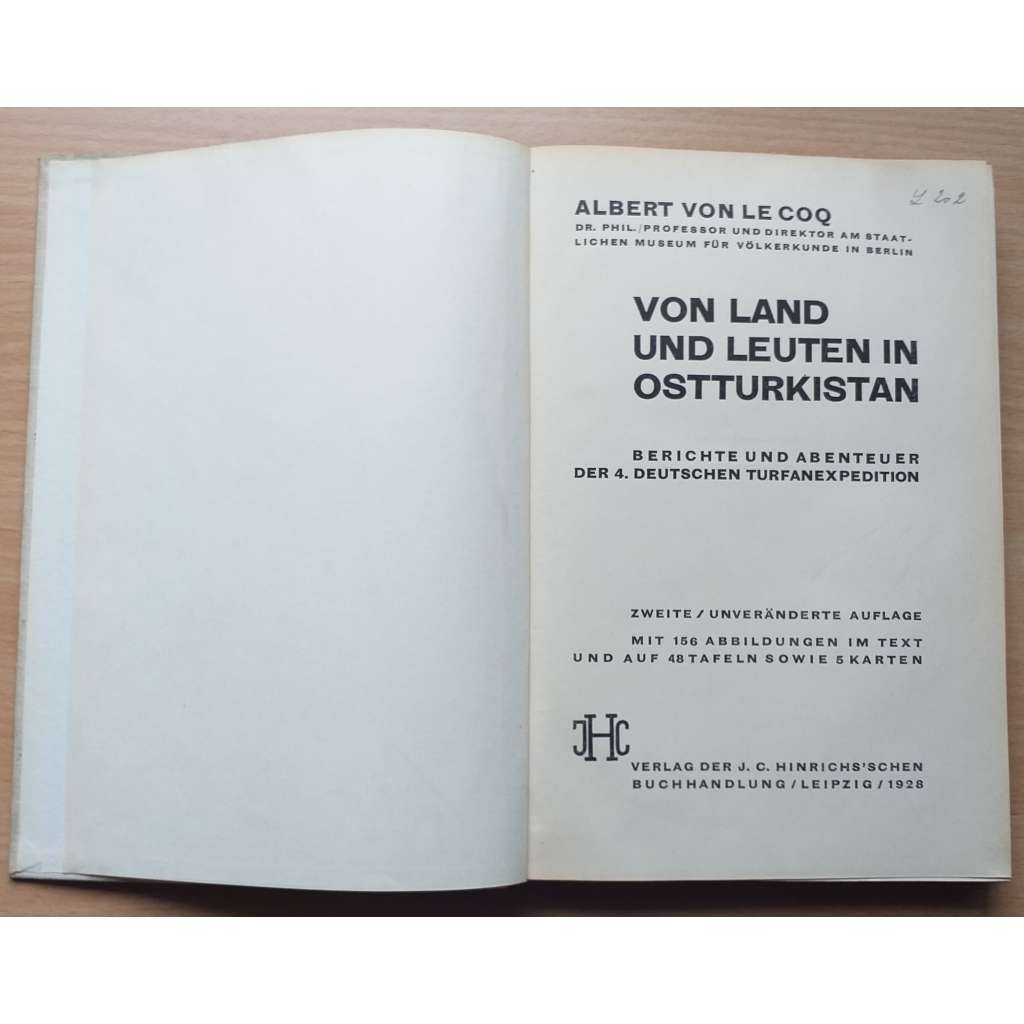 ALBERT VON LE COQ
DR. PHIL./PROFESSOR UND DIREKTOR AM STAAT-
LICHEN MUSEUM FÜR VÖLKERKUNDE IN BERLIN
VON LAND
UND LEUTEN IN
OSTTURKISTAN
BERICHTE UND ABENTEUER
DER 4. DEUTSCHEN TURFANEXPEDITION
ZWEITE / UNVERÄNDERTE AUFLAGE
MIT 156 ABBILDUNGEN IM TEXT
UND AUF 48 TAFELN SOWIE 5 KARTEN
JHC
VERLAG DER J. C. HINRICHS'SCHEN
BUCHHANDLUNG / LEIPZIG / 1928